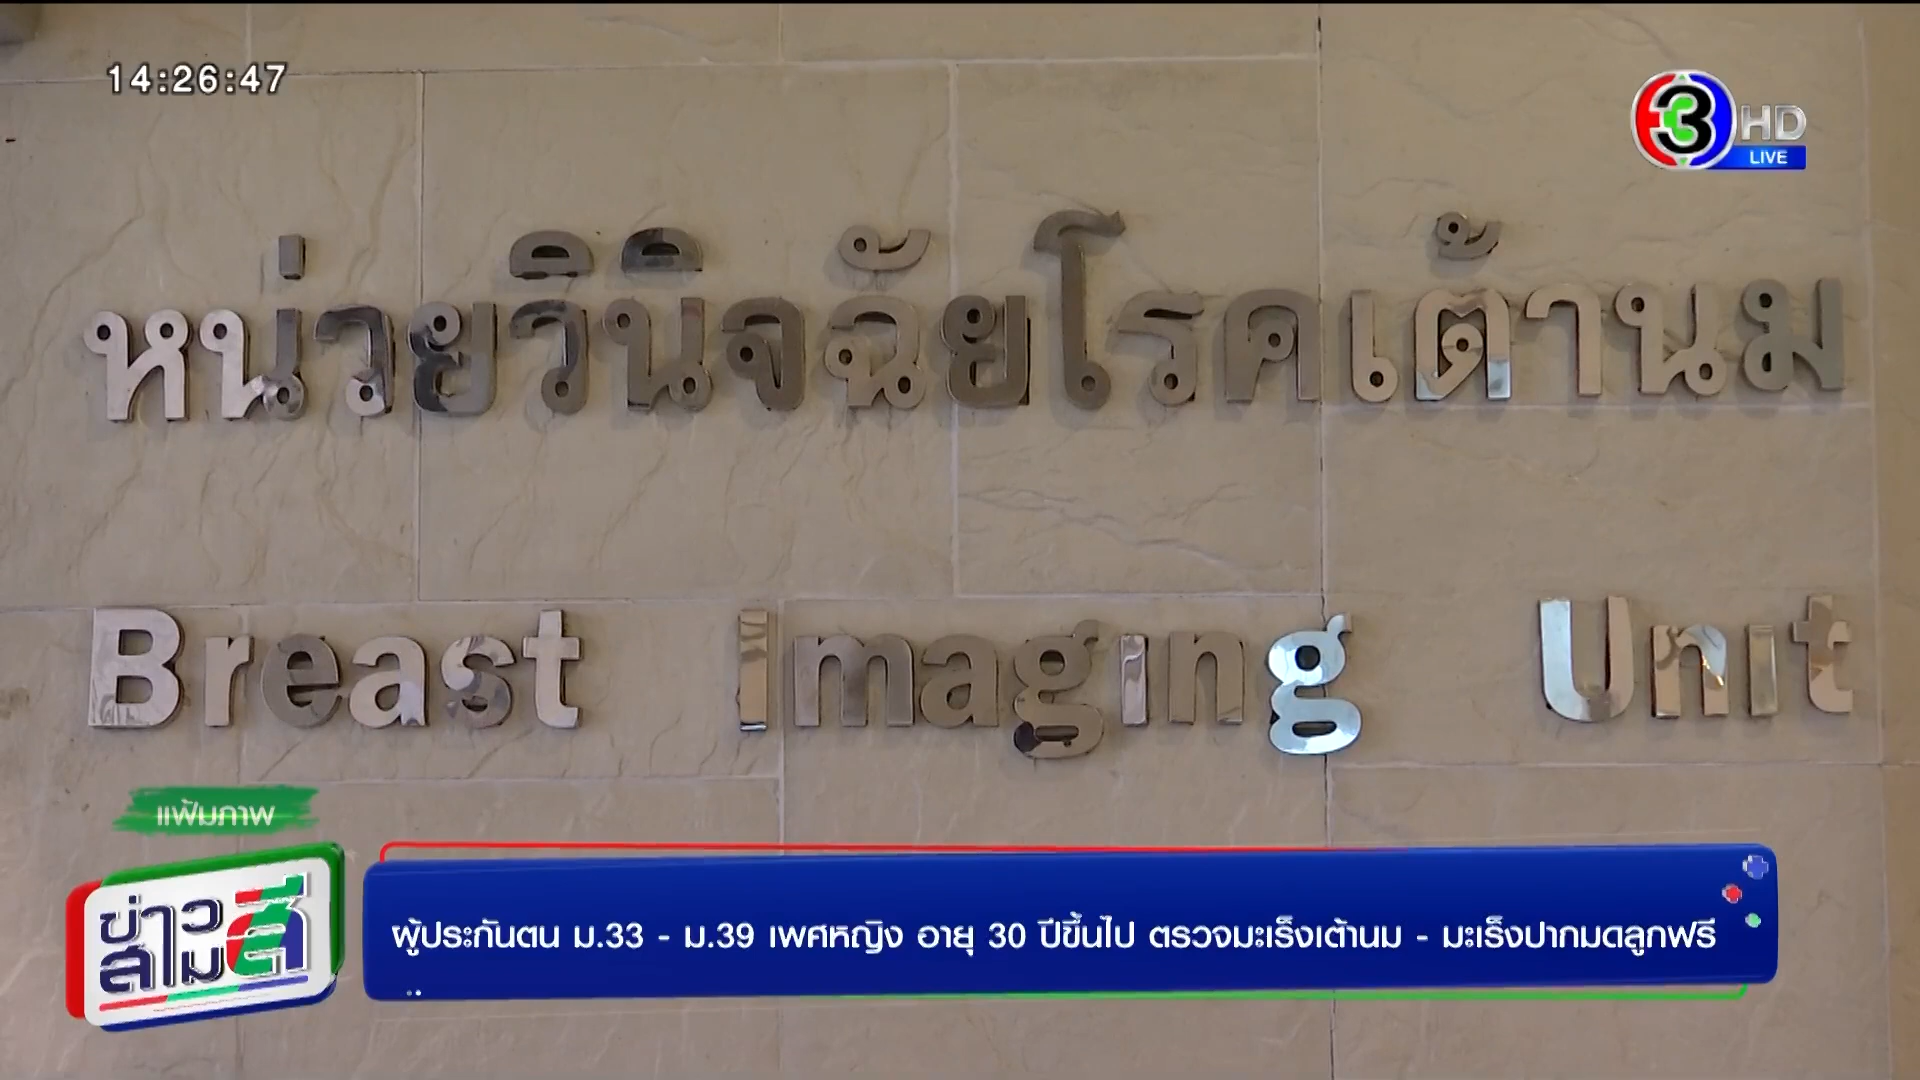 14:26:47
3 HD
LIVE
หน่วยวินิจฉัยโรคเต้านม
Breast Imaging Unit
แฟ้มภาพ
ข่าว
สามสี
ผู้ประกันตน ม.33 - ม.39 เพศหญิง อายุ 30 ปีขึ้นไป ตรวจมะเร็งเต้านม - มะเร็งปากมดลูกฟรี